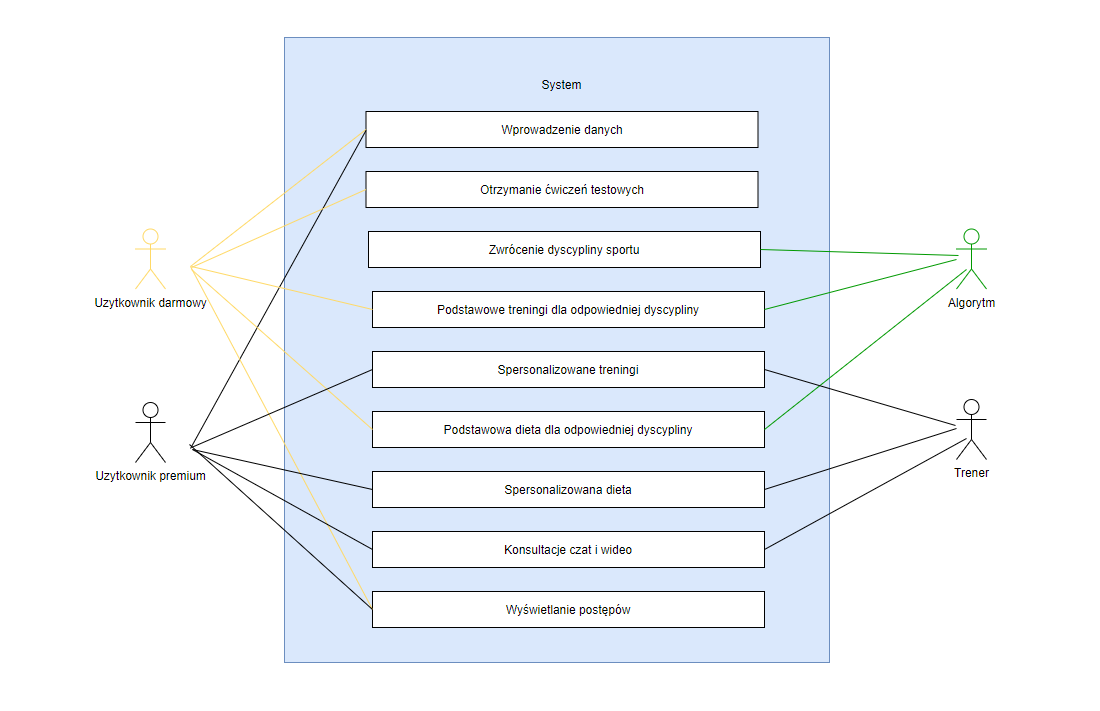 System
Wprowadzenie danych
Otrzymanie ćwiczeń testowych
Zwrócenie dyscypliny sportu
Uzytkownik darmowy
Podstawowe treningi dla odpowiedniej dyscypliny
Algorytm
Spersonalizowane treningi
Podstawowa dieta dla odpowiedniej dyscypliny
Uzytkownik premium
Trener
Spersonalizowana dieta
Konsultacje czat i wideo
Wyświetlanie postępów